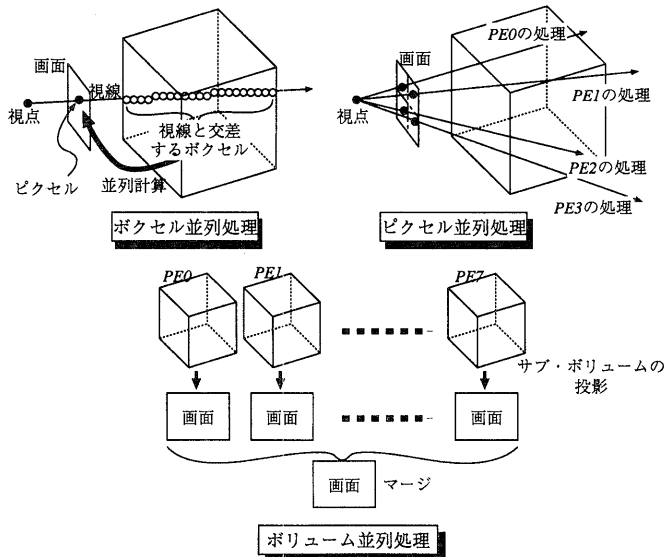 画面
視線
視点
視線と交差
するボクセル
ピクセル
並列計算
ボクセル並列処理
画面
視点
PE0の処理
PE1の処理
PE2の処理
PE3の処理
ピクセル並列処理
PE0
PE1
PE7
サブ・ボリュームの
投影
画面
画面
画面
画面
マージ
ボリューム並列処理